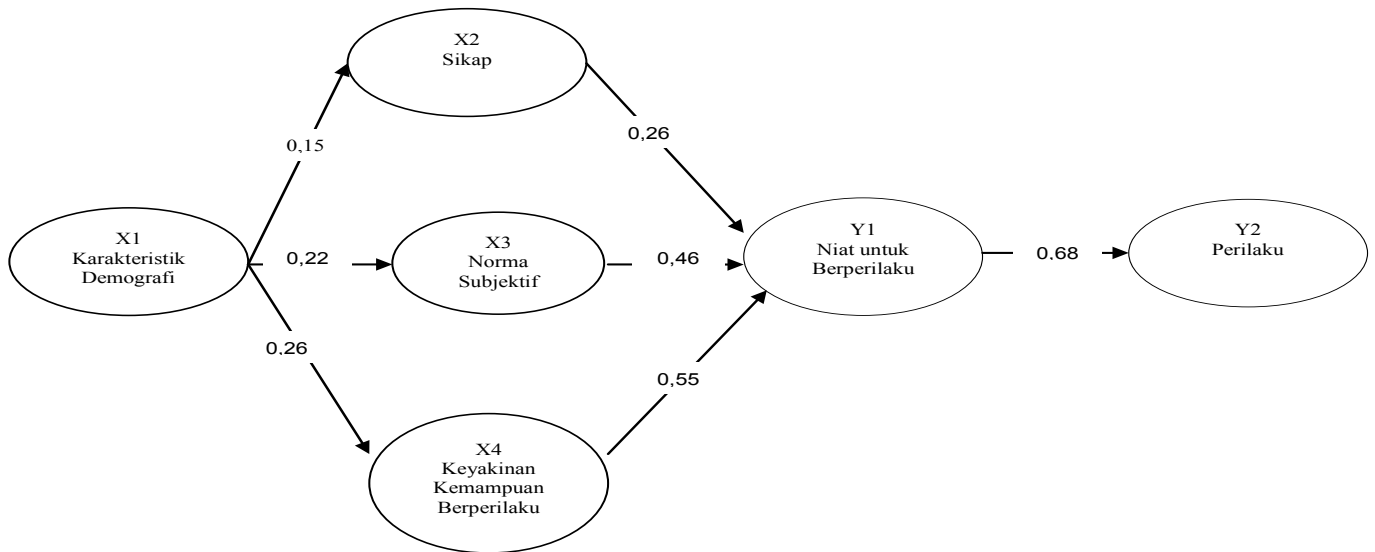 X2
Sikap
0,15
0,26
X1
Karakteristik
Demografi
0,22
X3
Norma
Subjektif
0,46
Y1
Niat untuk
Berperilaku
0.68
Y2
Perilaku
0,26
0,55
X4
Keyakinan
Kemampuan
Berperilaku